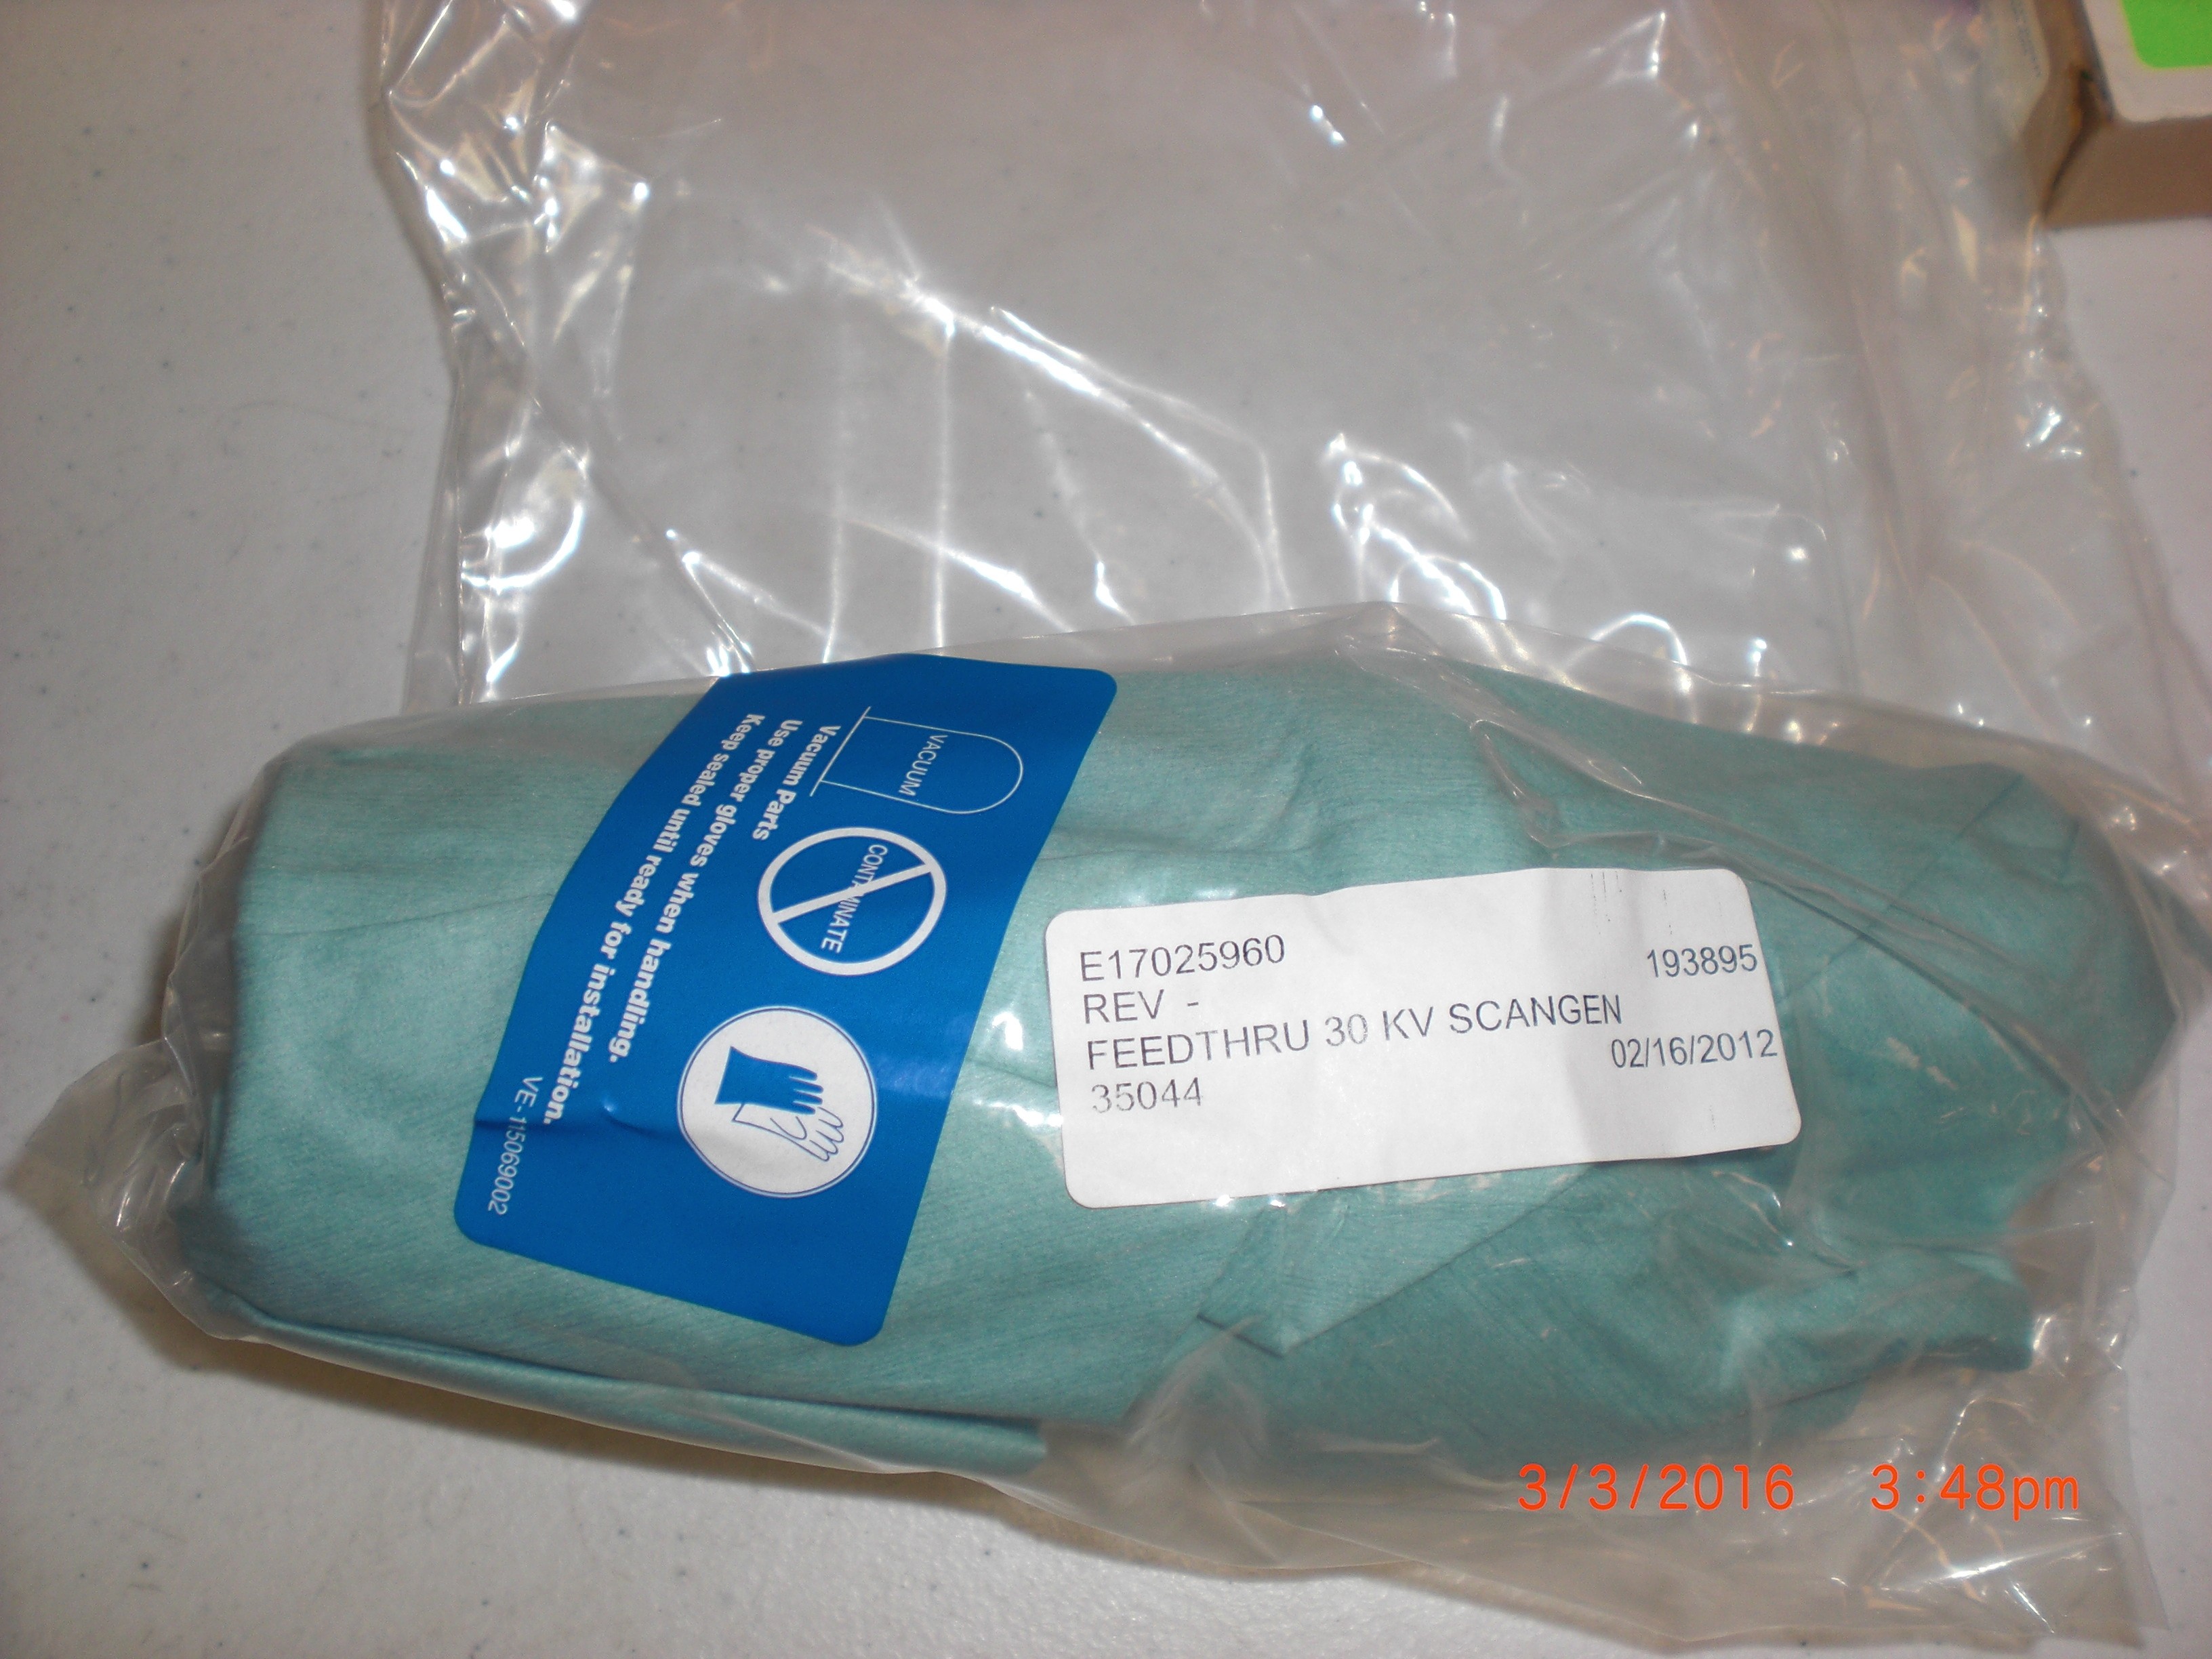 VACUUM
CONTAMINATE
Vacuum Parts
Use proper gloves when handling.
Keep sealed until ready for installation.
VE-115069002
E17025960 193895
REV -
FEEDTHRU 30 KV SCANGEN
02/16/2012
35044
3/3/2016 3:48pm